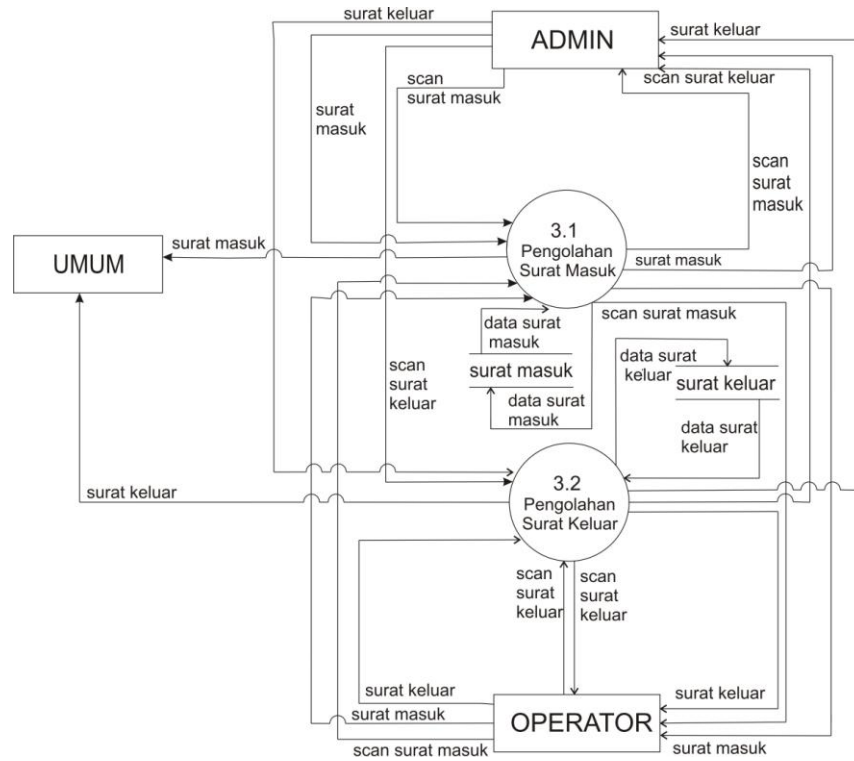 surat keluar
ADMIN
surat keluar
scan
surat masuk
scan surat keluar
surat
masuk
scan
surat
masuk
3.1
Pengolahan
Surat Masuk
surat masuk
UMUM
surat masuk
scan surat masuk
data surat
masuk
surat masuk
data surat
masuk
scan
surat
keluar
data surat
keluar
surat keluar
data surat
keluar
3.2
Pengolahan
Surat Keluar
surat keluar
scan
surat
keluar
scan
surat
keluar
surat keluar
surat masuk
scan surat masuk
OPERATOR
surat keluar
surat masuk